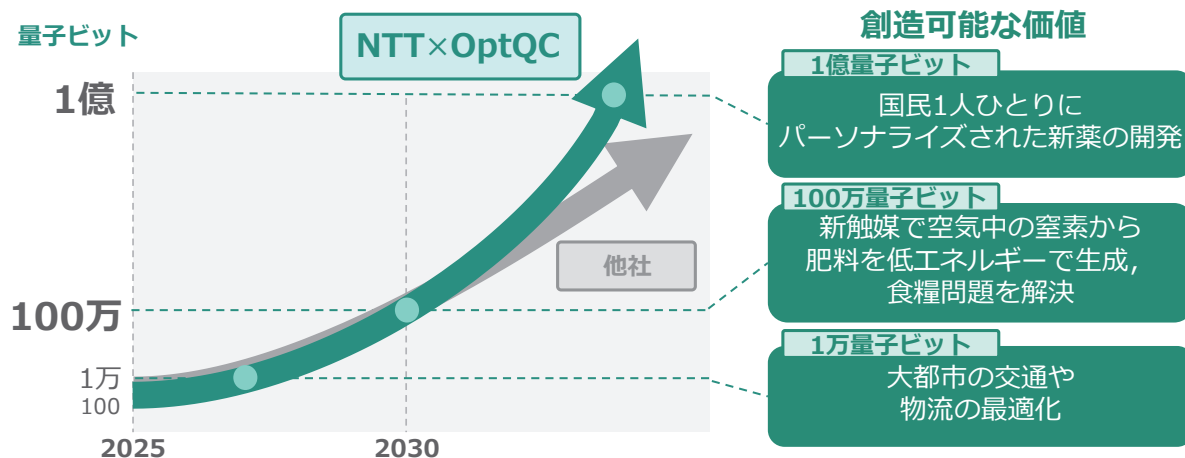 量子ビット
NTT×OptQC
1億
100万
1万
100
2025
2030
他社
創造可能な価値
1億量子ビット
国民1人ひとりに
パーソナライズされた新薬の開発
100万量子ビット
新触媒で空気中の窒素から
肥料を低エネルギーで生成,
食糧問題を解決
1万量子ビット
大都市の交通や
物流の最適化